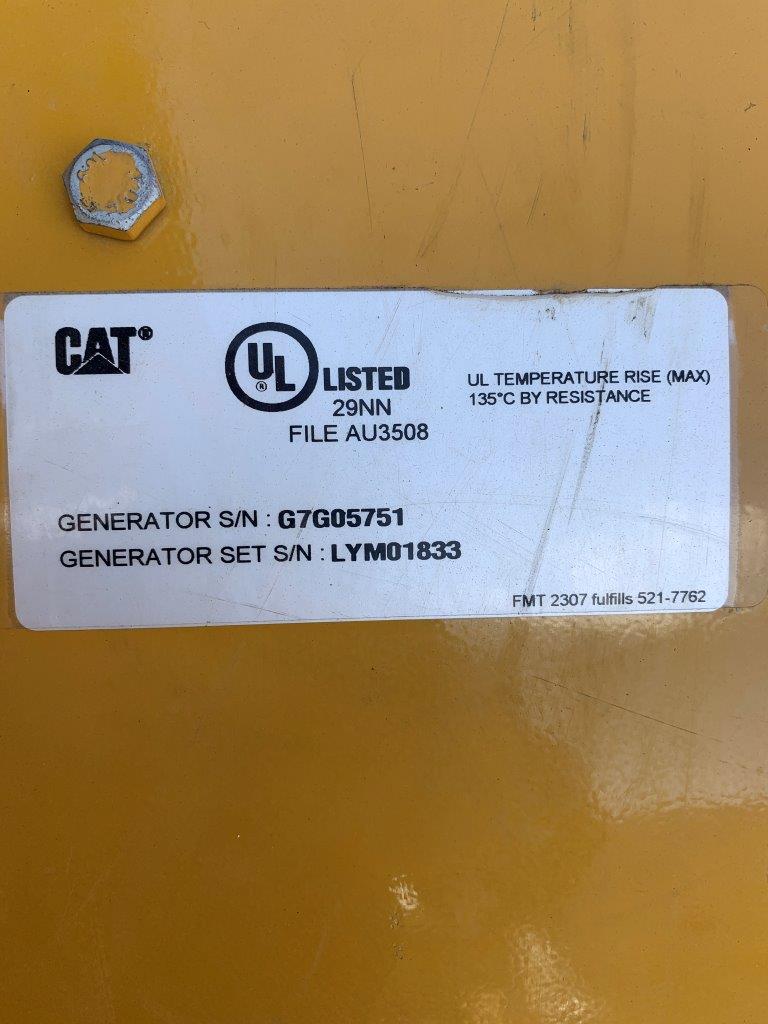 CAT®
UL® LISTED
29NN
FILE AU3508
UL TEMPERATURE RISE (MAX)
135°C BY RESISTANCE
GENERATOR S/N : G7G05751
GENERATOR SET S/N : LYM01833
FMT 2307 fulfills 521-7762